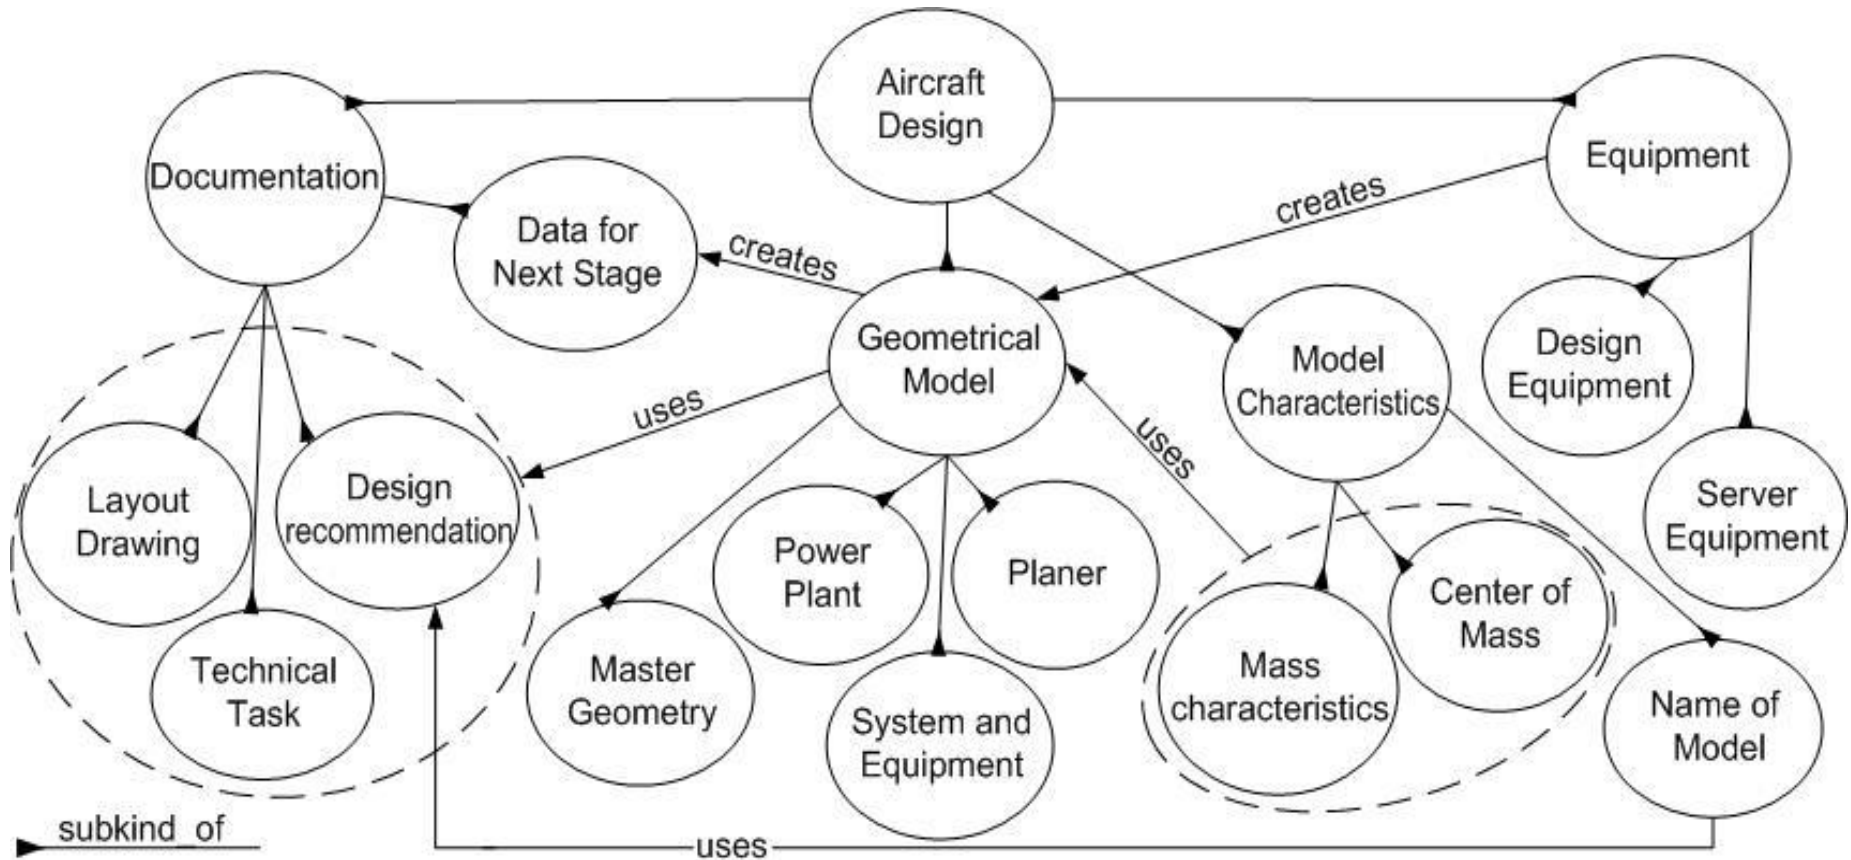 Aircraft
Design
Documentation
Equipment
Data for
Next Stage
creates
creates
Geometrical
Model
Model
Characteristics
Design
Equipment
uses
uses
Layout
Drawing
Design
recommendation
Power
Plant
Planer
Server
Equipment
Center of
Mass
Technical
Task
Master
Geometry
System and
Equipment
Mass
characteristics
Name of
Model
subkind_of
uses